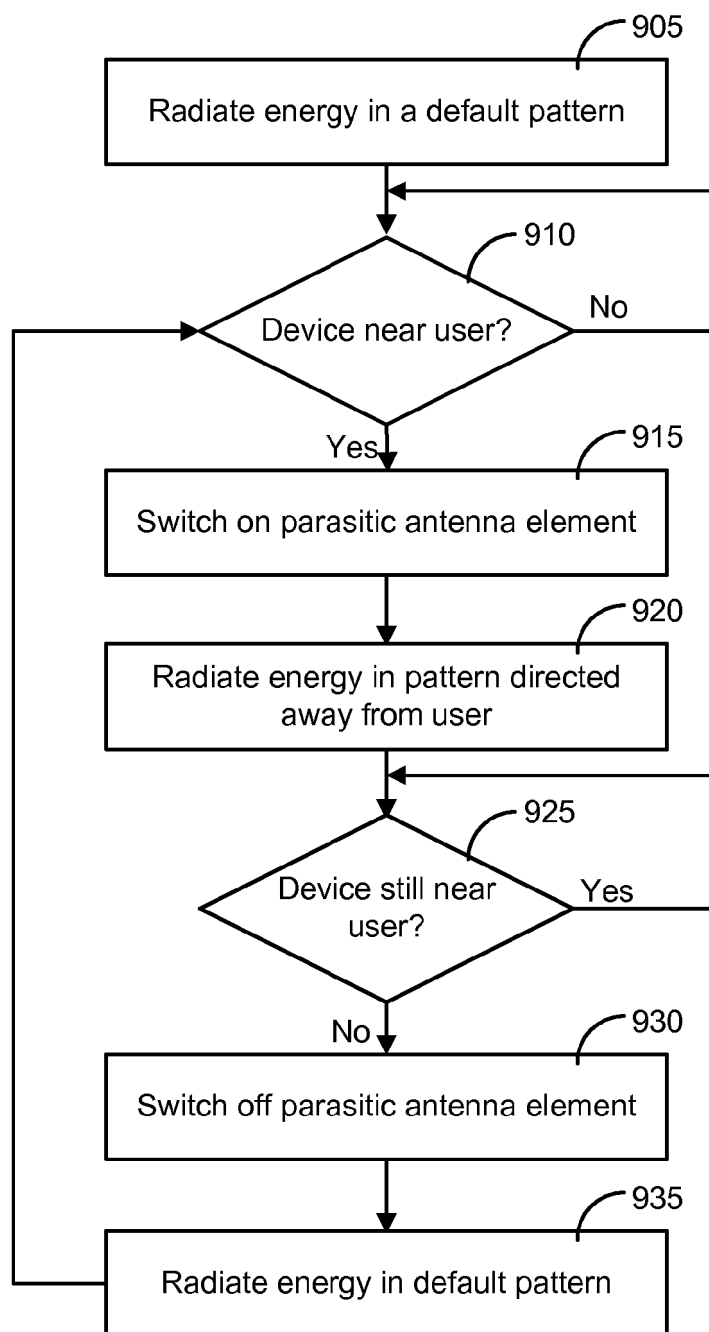 905
Radiate energy in a default pattern
910
Device near user?
No
Yes
915
Switch on parasitic antenna element
920
Radiate energy in pattern directed
away from user
925
Device still near
user?
Yes
No
930
Switch off parasitic antenna element
935
Radiate energy in default pattern